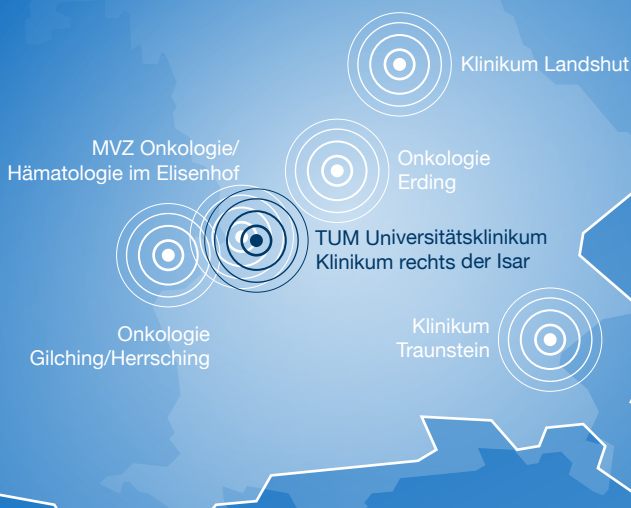 Klinikum Landshut
MVZ Onkologie/
Hämatologie im Elisenhof
Onkologie
Erding
TUM Universitätsklinikum
Klinikum rechts der Isar
Onkologie
Gilching/Herrsching
Klinikum
Traunstein